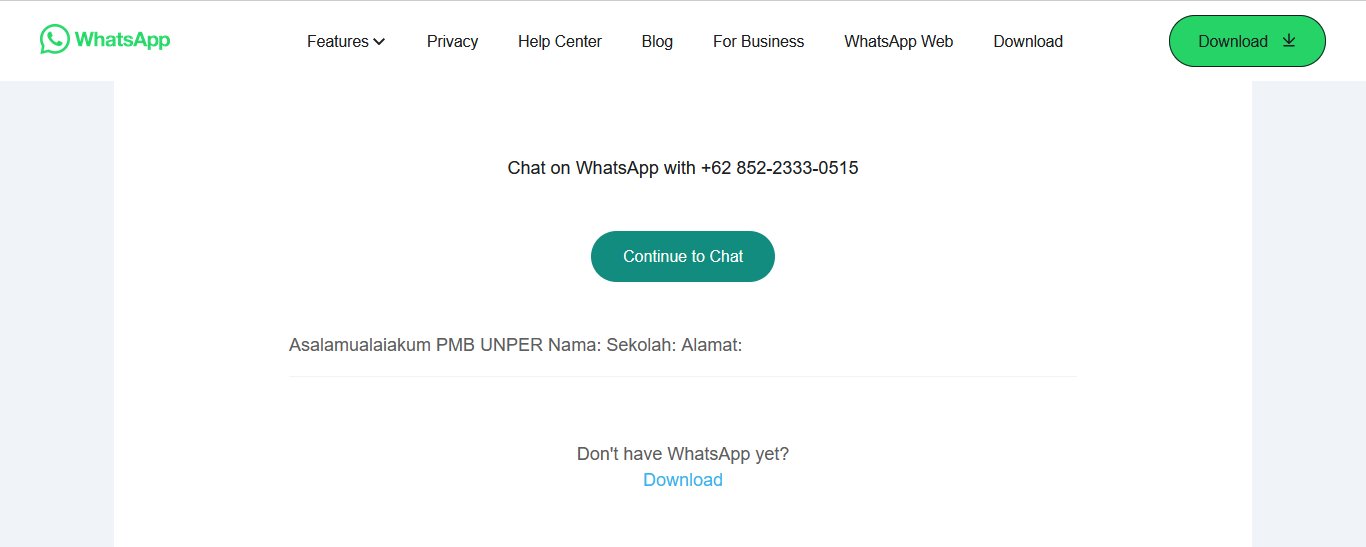 WhatsApp
Features
Privacy
Help Center
Blog
For Business
WhatsApp Web
Download
Download
Chat on WhatsApp with +62 852-2333-0515
Continue to Chat
Asalamualaiakum PMB UNPER Nama: Sekolah: Alamat:
Don't have WhatsApp yet?
Download